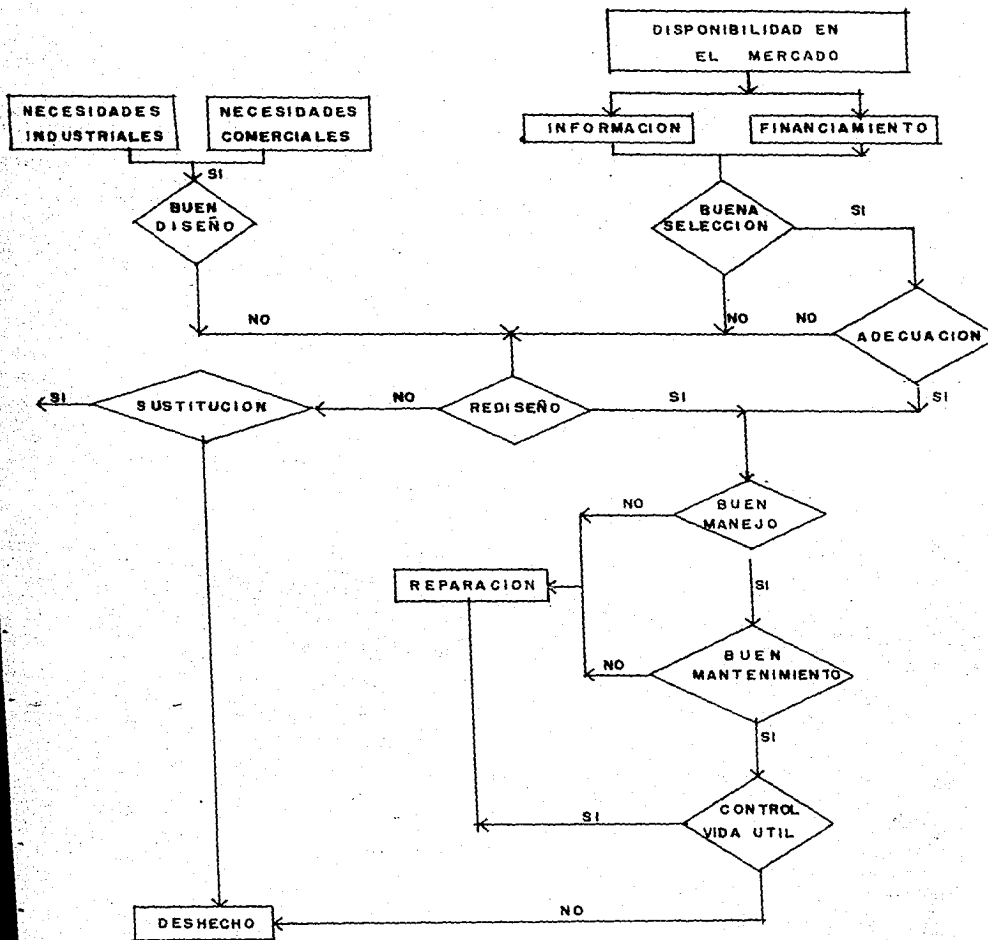 DISPONIBILIDAD EN
EL MERCADO
NECESIDADES
INDUSTRIALES
NECESIDADES
COMERCIALES
INFORMACION
FINANCIAMIENTO
SI
BUEN
DISEÑO
BUENA
SELECCION
SI
NO
NO
NO
ADECUACION
SI
SUSTITUCION
NO
REDISEÑO
SI
SI
NO
BUEN
MANEJO
REPARACION
SI
NO
BUEN
MANTENIMIENTO
SI
SI
CONTROL
VIDA UTIL
NO
DESHECHO